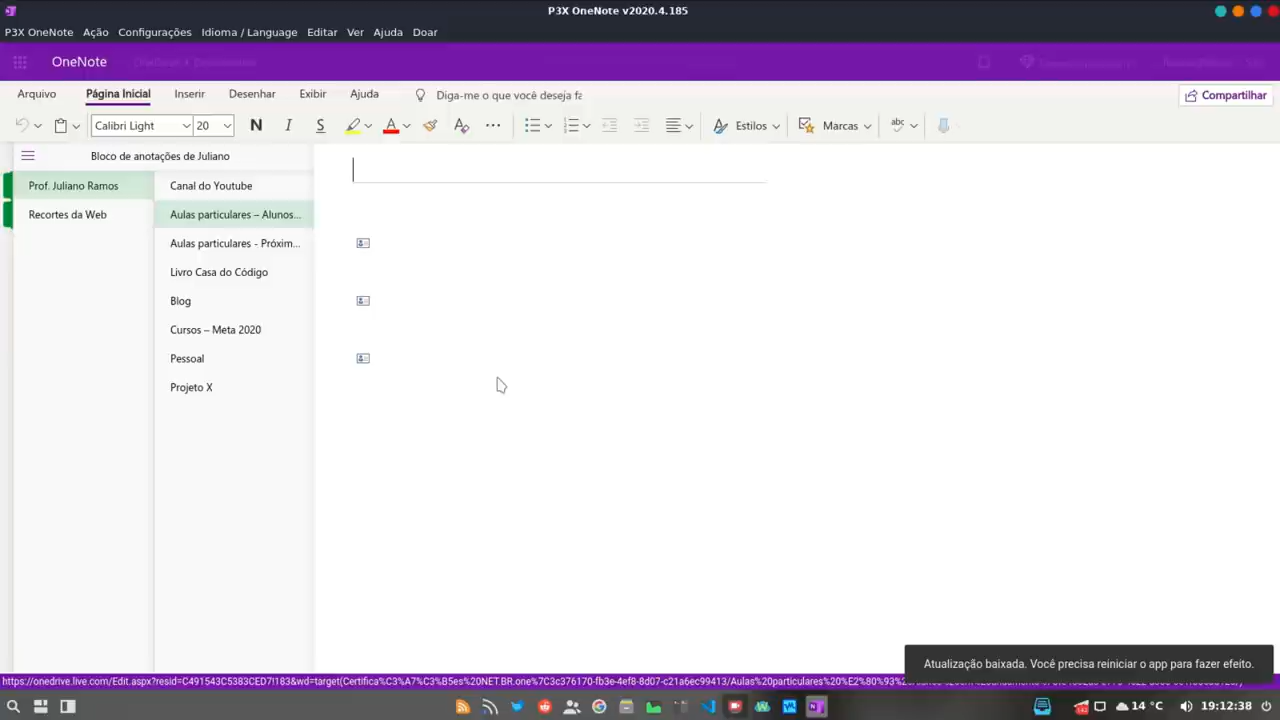 P3X OneNote v2020.4.185
P3X OneNote Ação Configurações Idioma / Language Editar Ver Ajuda Doar
OneNote
Arquivo Página Inicial Inserir Desenhar Exibir Ajuda Diga-me o que você deseja fa Compartilhar
Calibri Light 20 N I S A A Estilos Marcas abc
Bloco de anotações de Juliano
Prof. Juliano Ramos
Recortes da Web
Canal do Youtube
Aulas particulares – Alunos...
Aulas particulares - Próxim...
Livro Casa do Código
Blog
Cursos – Meta 2020
Pessoal
Projeto X
Atualização baixada. Você precisa reiniciar o app para fazer efeito.
14 °C 19:12:38